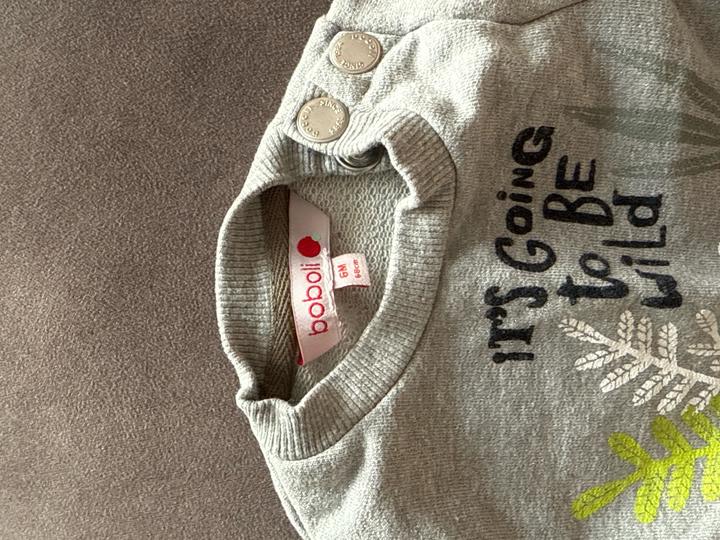 boboli
6M
68cm
IT'S GOiNG
BE
to
wiLd